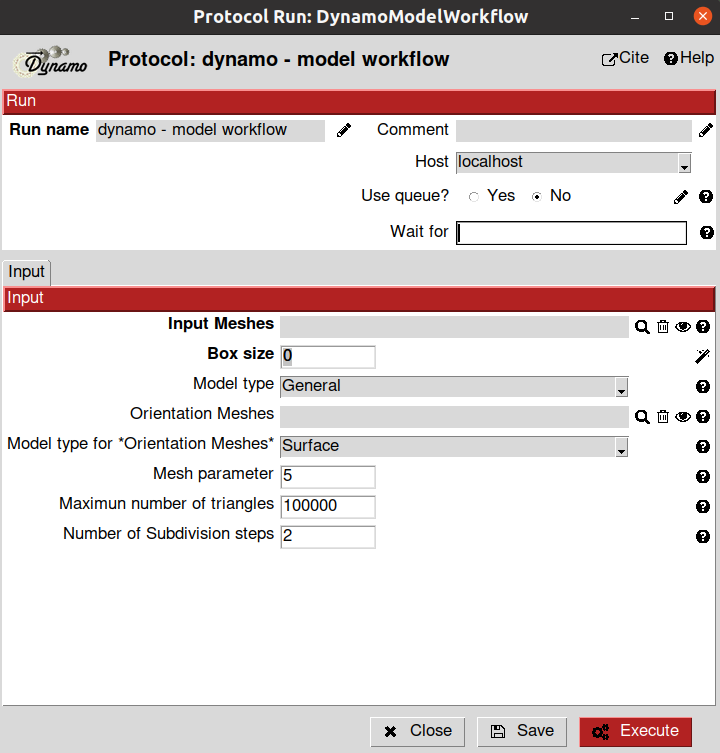 Protocol Run: DynamoModelWorkflow
Dynamo Protocol: dynamo - model workflow Cite Help
Run
Run name dynamo - model workflow Comment
Host localhost
Use queue? Yes No
Wait for
Input
Input
Input Meshes
Box size 0
Model type General
Orientation Meshes
Model type for *Orientation Meshes* Surface
Mesh parameter 5
Maximun number of triangles 100000
Number of Subdivision steps 2
Close Save Execute